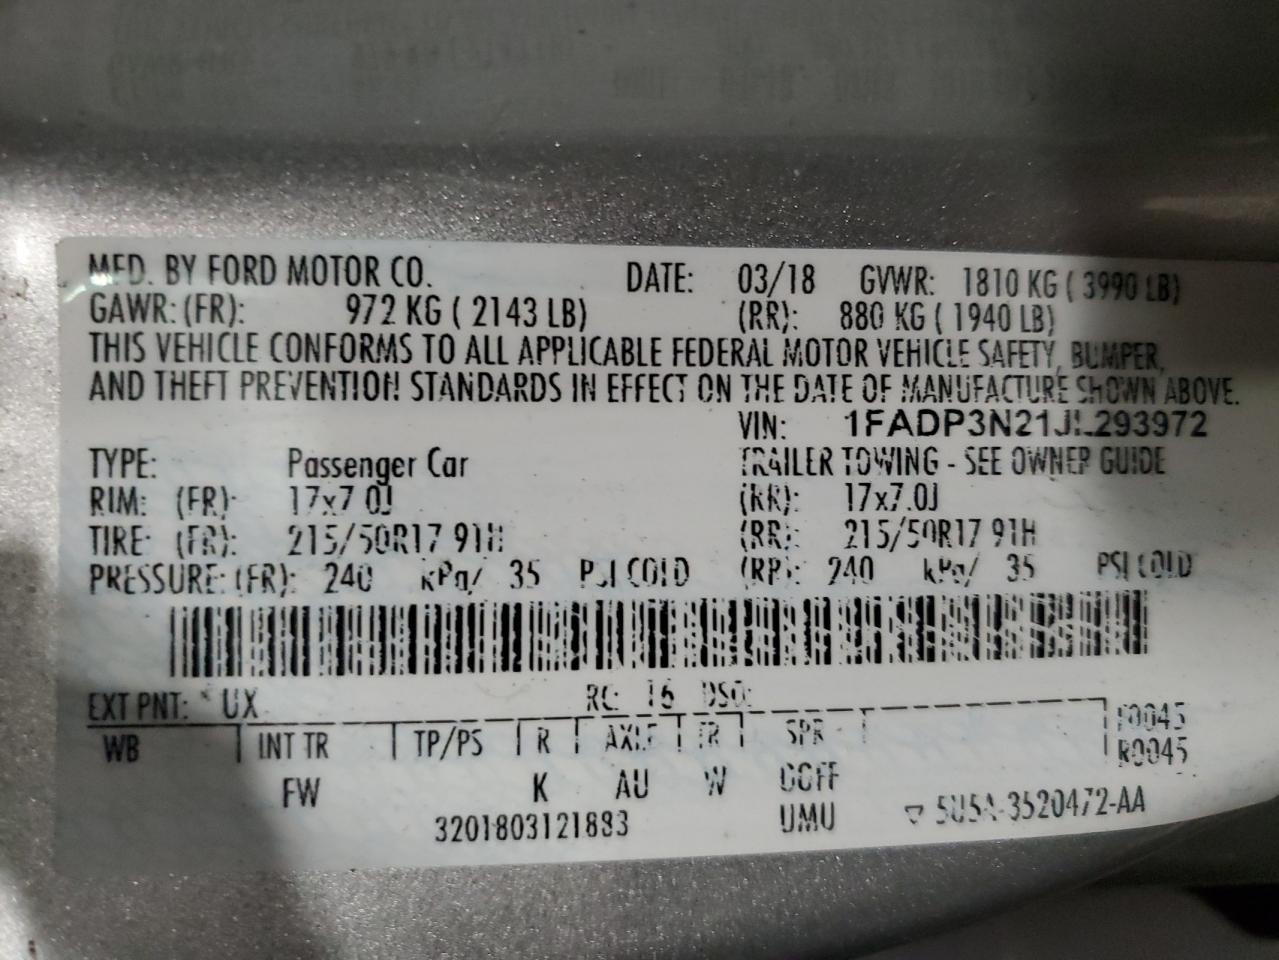 MFD. BY FORD MOTOR CO. DATE: 03/18 GVWR: 1810 KG ( 3990 LB)
GAWR: (FR): 972 KG ( 2143 LB) (RR): 880 KG ( 1940 LB)
THIS VEHICLE CONFORMS TO ALL APPLICABLE FEDERAL MOTOR VEHICLE SAFETY, BUMPER,
AND THEFT PREVENTION STANDARDS IN EFFECT ON THE DATE OF MANUFACTURE SHOWN ABOVE.
VIN: 1FADP3N21JL293972
TYPE: Passenger Car TRAILER TOWING - SEE OWNER GUIDE
RIM: (FR): 17x7.0J (RR): 17x7.0J
TIRE: (FR): 215/50R17 91H (RR): 215/50R17 91H
PRESSURE: (FR): 240 kPa/ 35 PSI COLD (RR): 240 kPa/ 35 PSI COLD
EXT PNT: UX RC: 16 DSO:
WB INT TR TP/PS R AXLE TR SPR F0045
R0045
FW K AU W
3201803121883 UMU ▽ 5U5A-3520472-AA